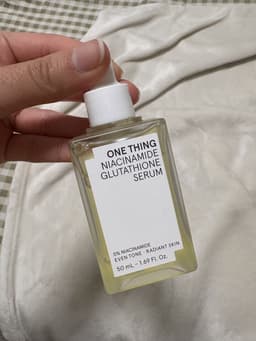 ONE THING
NIACINAMIDE
GLUTATHIONE
SERUM
5% NIACINAMIDE
EVEN TONE · RADIANT SKIN
50 mL - 1.69 Fl. Oz.